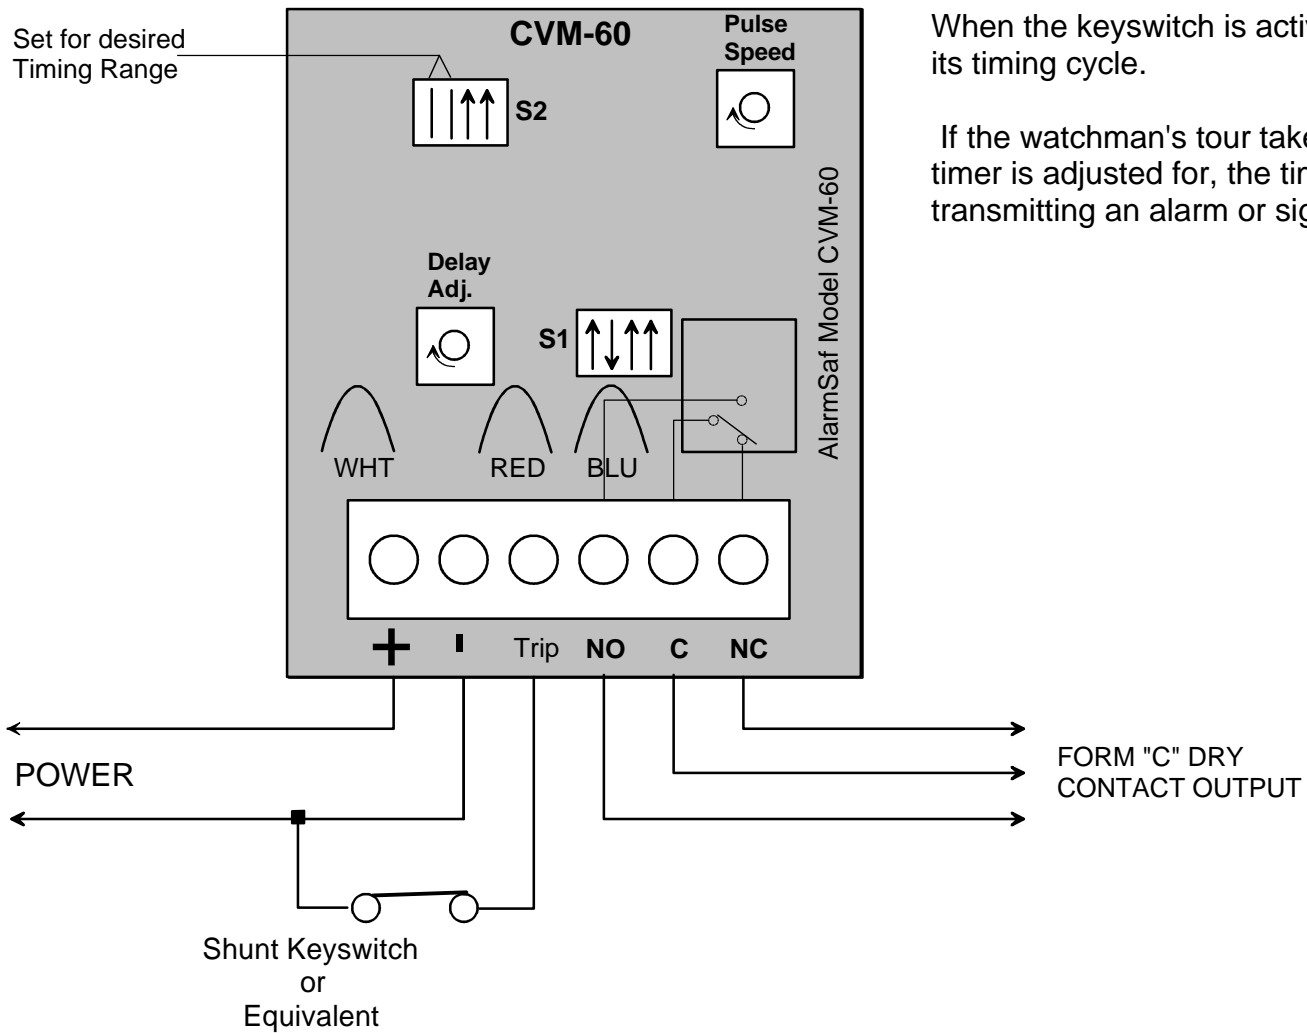 Set for desired
Timing Range
CVM-60
Pulse
Speed
S2
When the keyswitch is activ
its timing cycle.
If the watchman's tour take
timer is adjusted for, the tin
transmitting an alarm or sig
AlarmSaf Model CVM-60
Delay
Adj.
S1
WHT
RED
BLU
+ - Trip NO C NC
POWER
FORM "C" DRY
CONTACT OUTPUT
Shunt Keyswitch
or
Equivalent